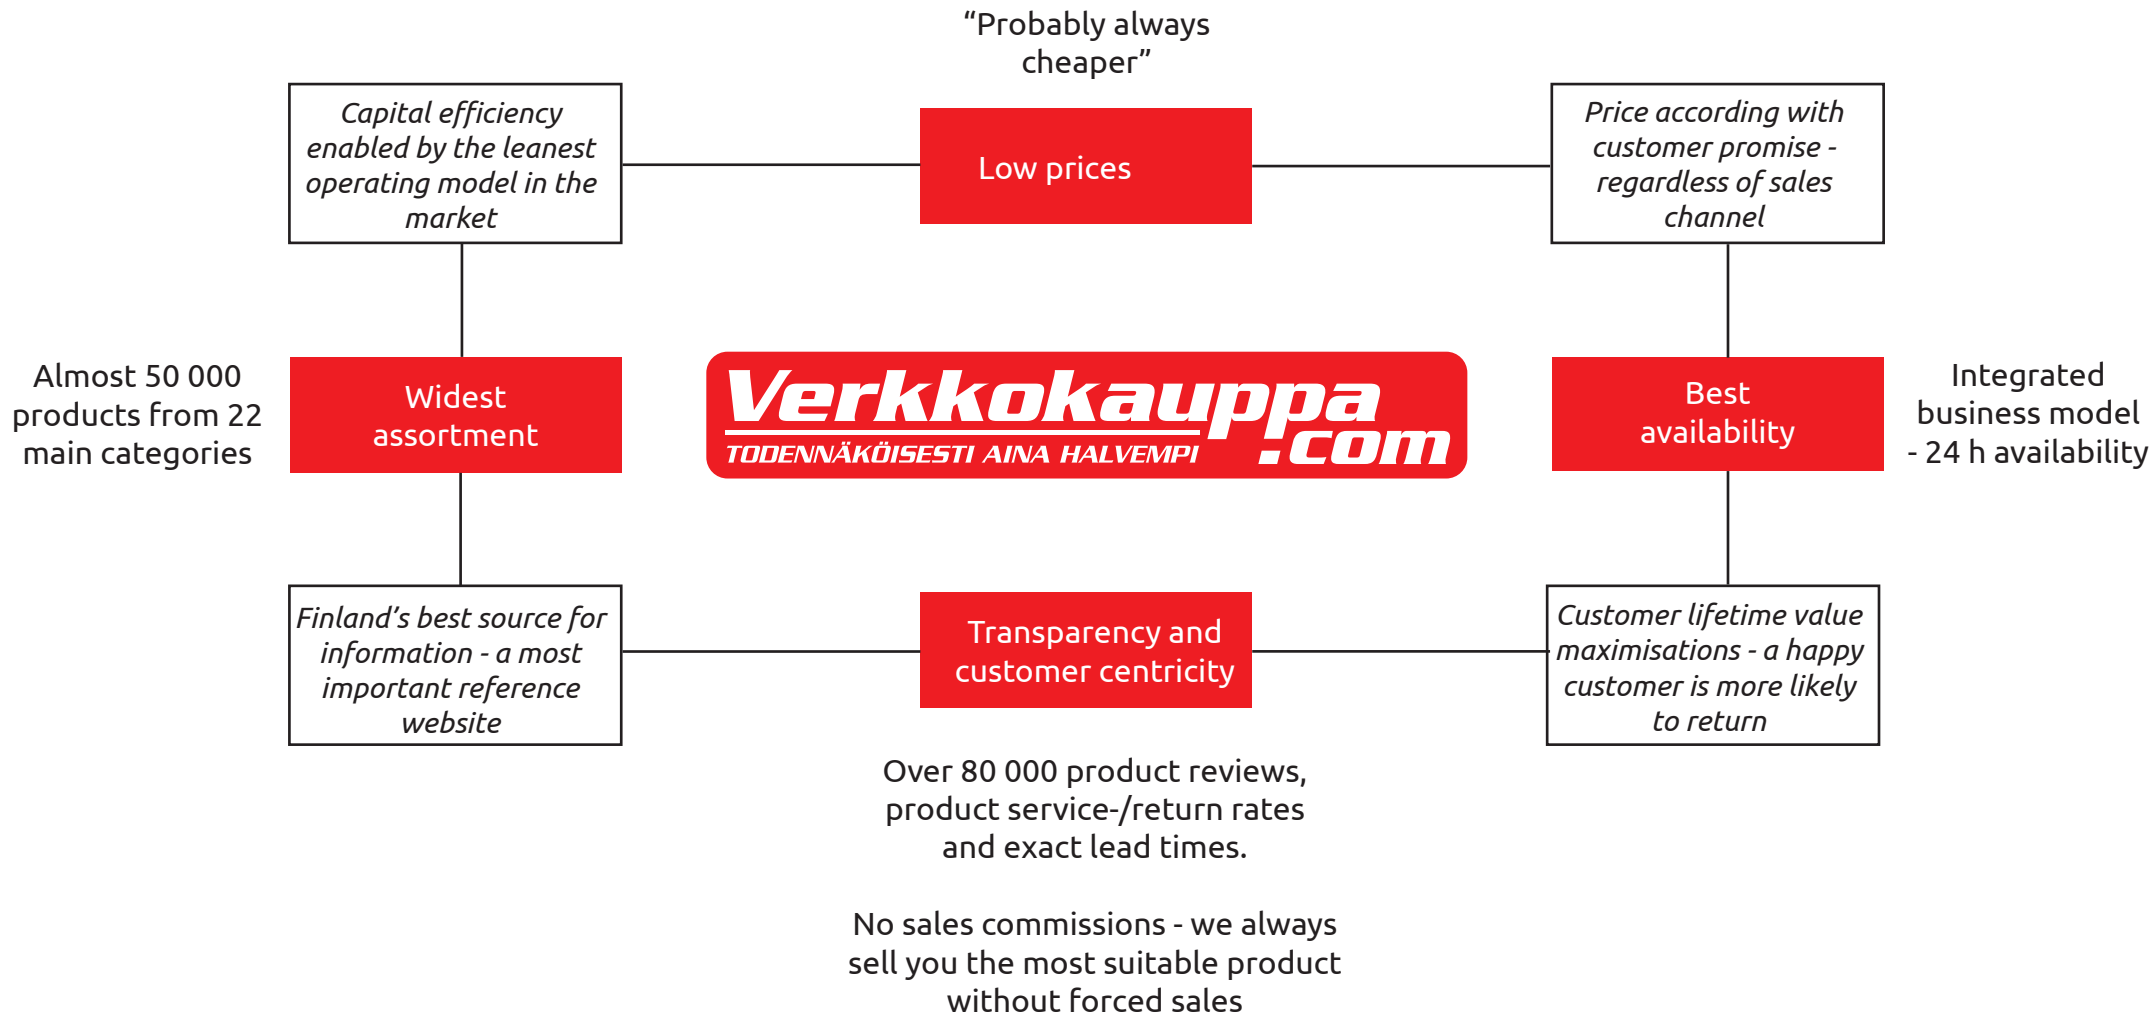 “Probably always
cheaper”
Capital efficiency
enabled by the leanest
operating model in the
market
Low prices
Price according with
customer promise -
regardless of sales
channel
Almost 50 000
products from 22
main categories
Widest
assortment
Verkkokauppa
.com
TODENNÄKÖISESTI AINA HALVEMPI
Best
availability
Integrated
business model
- 24 h availability
Finland’s best source for
information - a most
important reference
website
Transparency and
customer centricity
Customer lifetime value
maximisations - a happy
customer is more likely
to return
Over 80 000 product reviews,
product service-/return rates
and exact lead times.
No sales commissions - we always
sell you the most suitable product
without forced sales